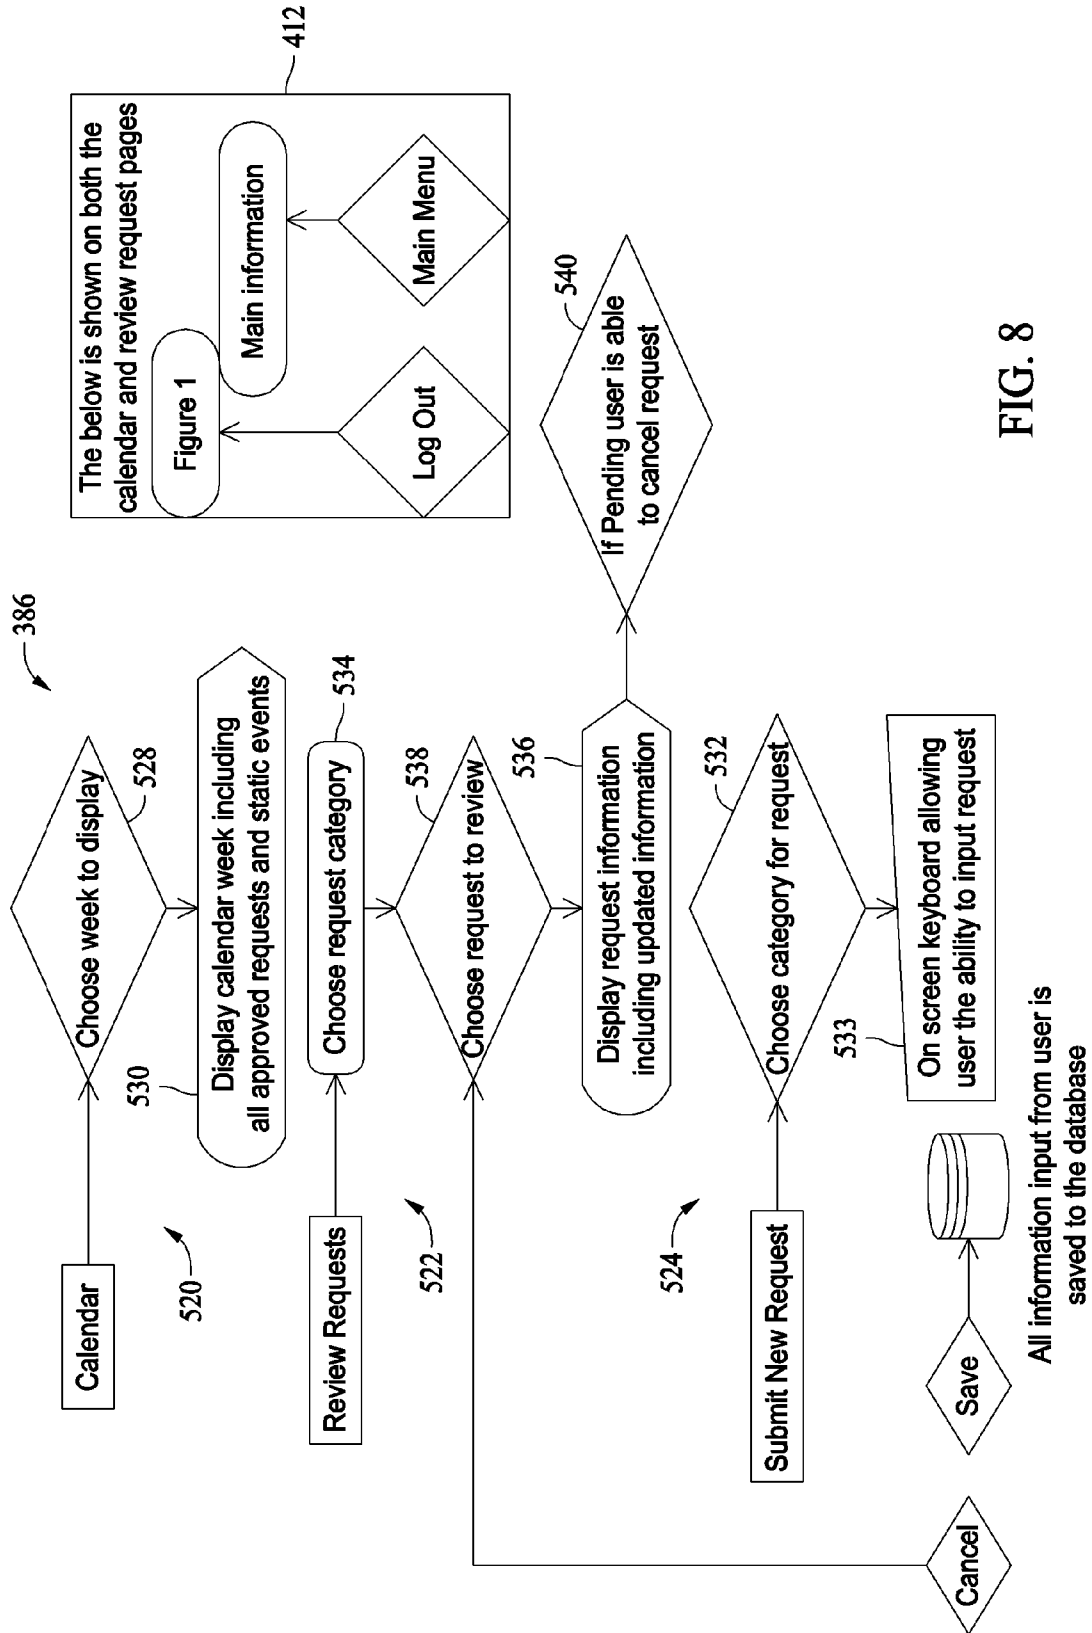 386
Calendar
Choose week to display
528
520
530
Display calendar week including
all approved requests and static events
Review Requests
Choose request category
534
522
Choose request to review
538
Display request information
including updated information
536
If Pending user is able
to cancel request
540
524
Submit New Request
Choose category for request
532
533
On screen keyboard allowing
user the ability to input request
Cancel
Save
All information input from user is
saved to the database
The below is shown on both the
calendar and review request pages
Figure 1
Main information
Log Out
Main Menu
412
FIG. 8